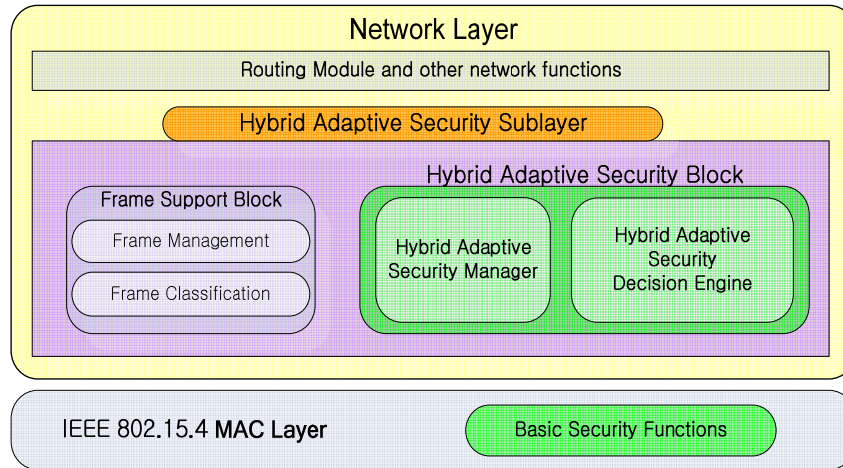 Network Layer
Routing Module and other network functions
Hybrid Adaptive Security Sublayer
Hybrid Adaptive Security Block
Frame Support Block
Frame Management
Frame Classification
Hybrid Adaptive
Security Manager
Hybrid Adaptive
Security
Decision Engine
IEEE 802.15.4 MAC Layer
Basic Security Functions